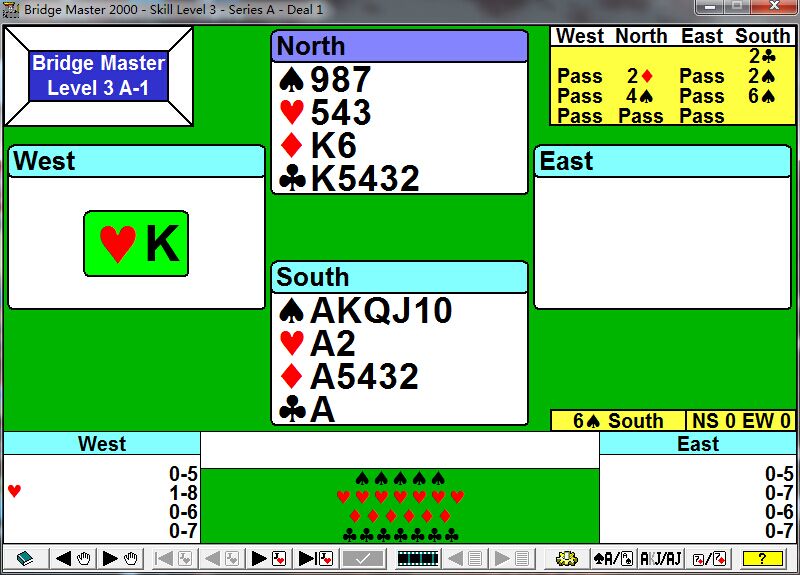 Bridge Master 2000 - Skill Level 3 - Series A - Deal 1
Bridge Master
Level 3 A-1
North
♠987
♥543
♦K6
♣K5432
West North East South
2♣
Pass 2♦ Pass 2♠
Pass 4♠ Pass 6♠
Pass Pass Pass
West
♥K
East
South
♠AKQJ10
♥A2
♦A5432
♣A
6♠ South NS 0 EW 0
West
0-5
♥ 1-8
0-6
0-7
♠♠♠♠♠
♥♥♥♥♥♥♥
♦♦♦♦♦♦
♣♣♣♣♣♣♣
East
0-5
0-7
0-6
0-7
AKJ/AJ
?